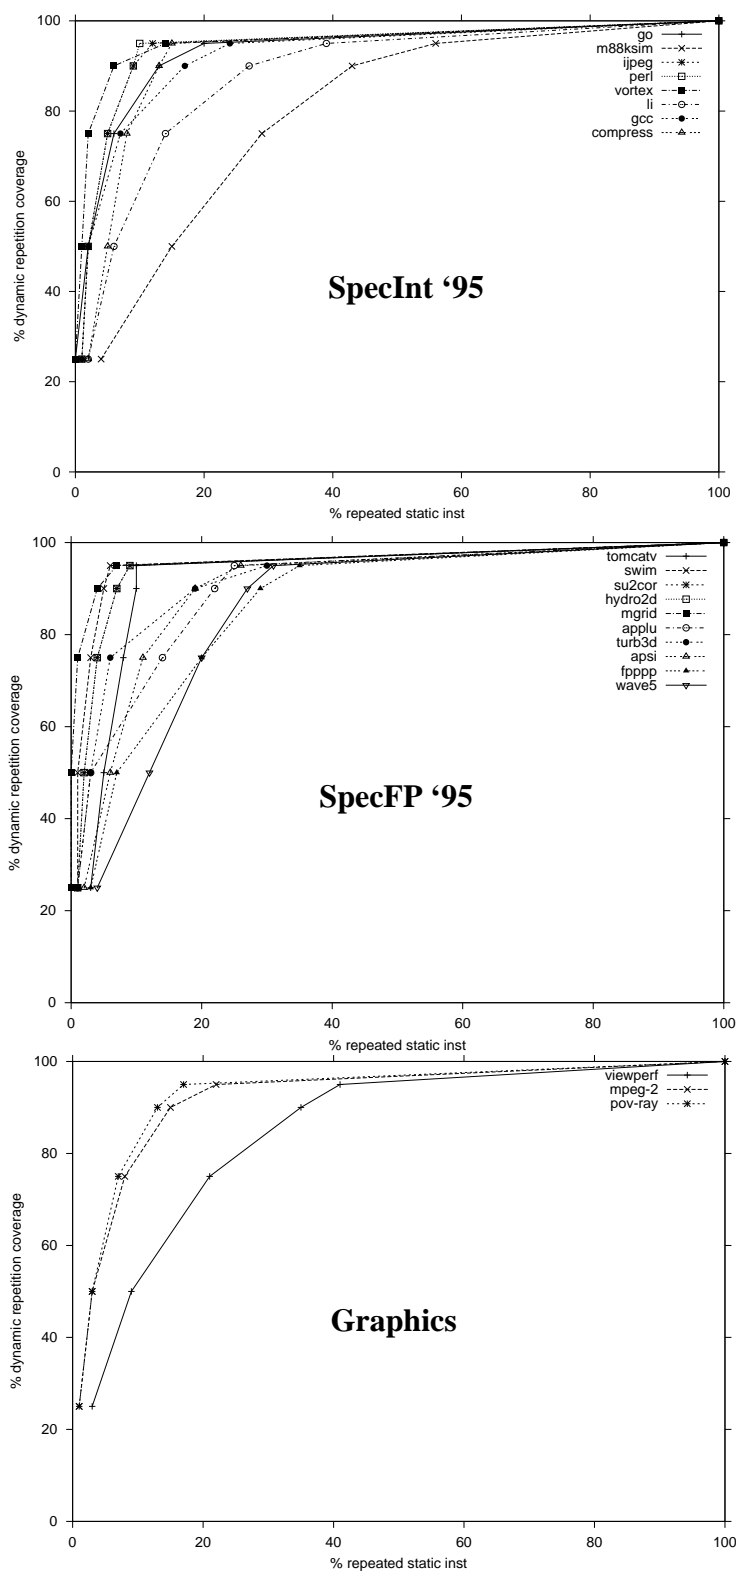 100
80
60
40
20
0
% dynamic repetition coverage
go
m88ksim
ijpeg
perl
vortex
li
gcc
compress
SpecInt ‘95
0 20 40 60 80 100
% repeated static inst
100
80
60
40
20
0
% dynamic repetition coverage
tomcatv
swim
su2cor
hydro2d
mgrid
applu
turb3d
apsi
fpppp
wave5
SpecFP ‘95
0 20 40 60 80 100
% repeated static inst
100
80
60
40
20
0
% dynamic repetition coverage
viewperf
mpeg-2
pov-ray
Graphics
0 20 40 60 80 100
% repeated static inst